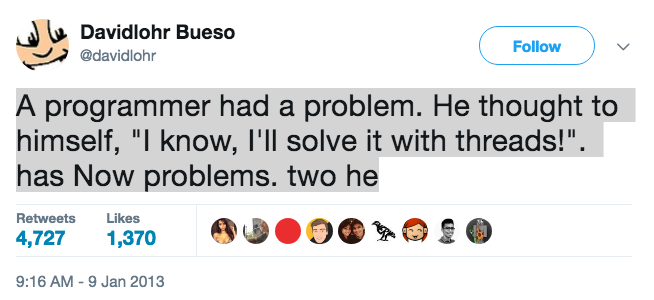 Davidlohr Bueso
@davidlohr
Follow
A programmer had a problem. He thought to
himself, "I know, I'll solve it with threads!".
has Now problems. two he
Retweets Likes
4,727 1,370
9:16 AM - 9 Jan 2013